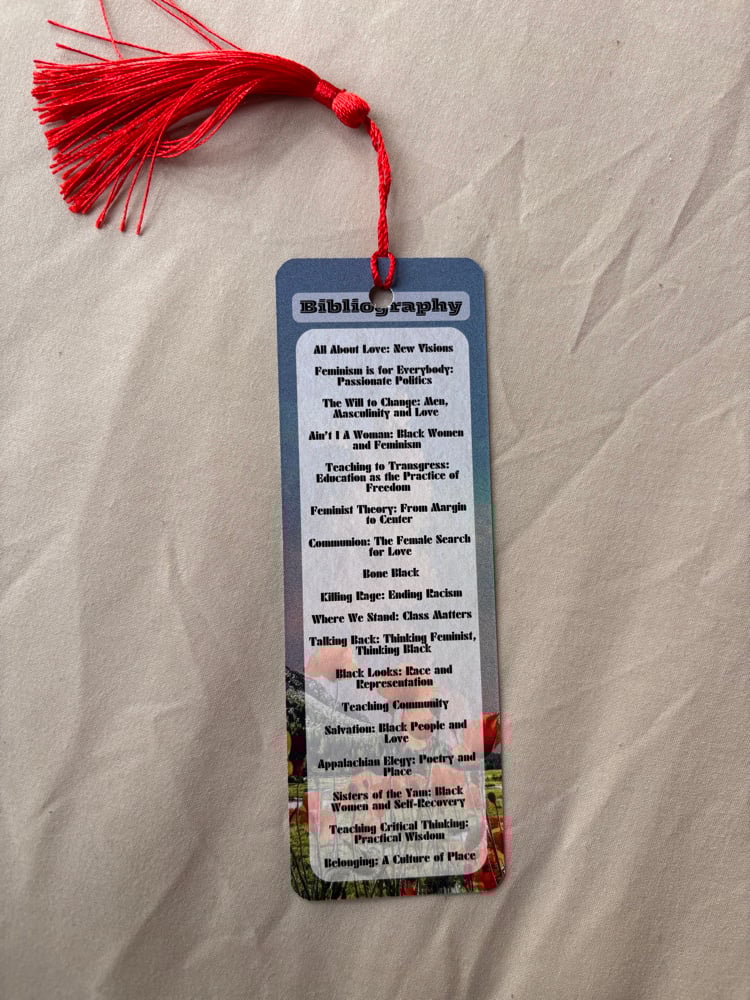 Bibliography
All About Love: New Visions
Feminism is for Everybody:
Passionate Politics
The Will to Change: Men,
Masculinity and Love
Ain't I A Woman: Black Women
and Feminism
Teaching to Transgress:
Education as the Practice of
Freedom
Feminist Theory: From Margin
to Center
Communion: The Female Search
for Love
Bone Black
Killing Rage: Ending Racism
Where We Stand: Class Matters
Talking Back: Thinking Feminist,
Thinking Black
Black Looks: Race and
Representation
Teaching Community
Salvation: Black People and
Love
Appalachian Elegy: Poetry and
Place
Sisters of the Yam: Black
Women and Self-Recovery
Teaching Critical Thinking:
Practical Wisdom
Belonging: A Culture of Place